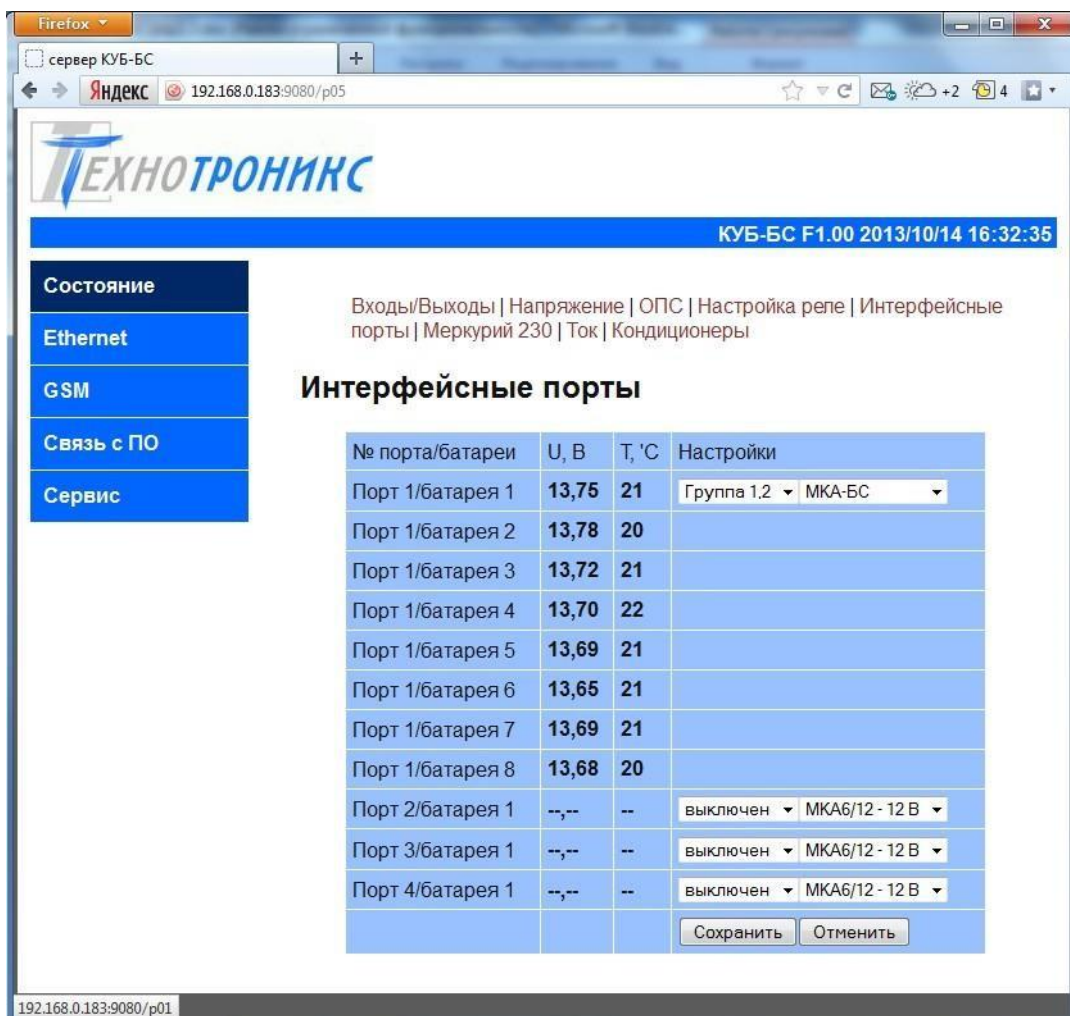 Firefox
сервер КУБ-БС
+
Яндекс 192.168.0.183:9080/p05 +2 4
ТЕХНОТРОНИКС
КУБ-БС F1.00 2013/10/14 16:32:35
Состояние
Ethernet
GSM
Связь с ПО
Сервис
Входы/Выходы | Напряжение | ОПС | Настройка реле | Интерфейсные
порты | Меркурий 230 | Ток | Кондиционеры
Интерфейсные порты
№ порта/батареи U, В T, 'C Настройки
Порт 1/батарея 1 13,75 21 Группа 1,2 МКА-БС
Порт 1/батарея 2 13,78 20
Порт 1/батарея 3 13,72 21
Порт 1/батарея 4 13,70 22
Порт 1/батарея 5 13,69 21
Порт 1/батарея 6 13,65 21
Порт 1/батарея 7 13,69 21
Порт 1/батарея 8 13,68 20
Порт 2/батарея 1 --,-- -- выключен МКА6/12 - 12 В
Порт 3/батарея 1 --,-- -- выключен МКА6/12 - 12 В
Порт 4/батарея 1 --,-- -- выключен МКА6/12 - 12 В
Сохранить Отменить
192.168.0.183:9080/p01